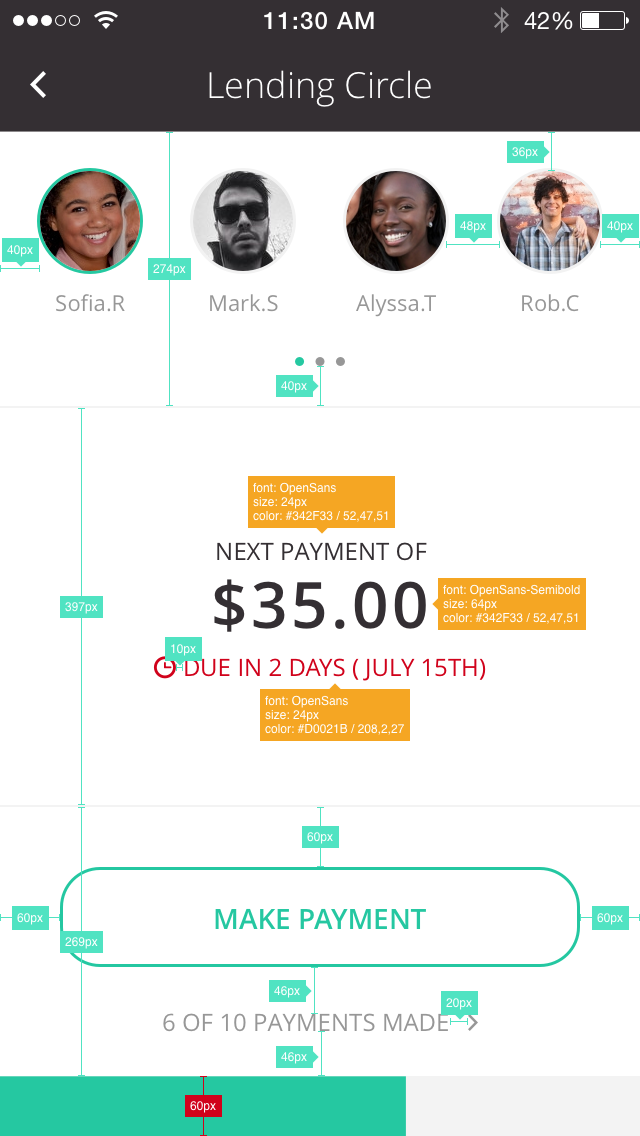 11:30 AM
42%
Lending Circle
36px
40px
48px
40px
274px
Sofia.R
Mark.S
Alyssa.T
Rob.C
40px
font: OpenSans
size: 24px
color: #342F33 / 52,47,51
NEXT PAYMENT OF
$35.00
font: OpenSans-Semibold
size: 64px
color: #342F33 / 52,47,51
397px
10px
DUE IN 2 DAYS ( JULY 15TH)
font: OpenSans
size: 24px
color: #D0021B / 208,2,27
60px
60px
MAKE PAYMENT
60px
269px
46px
20px
6 OF 10 PAYMENTS MADE
46px
60px